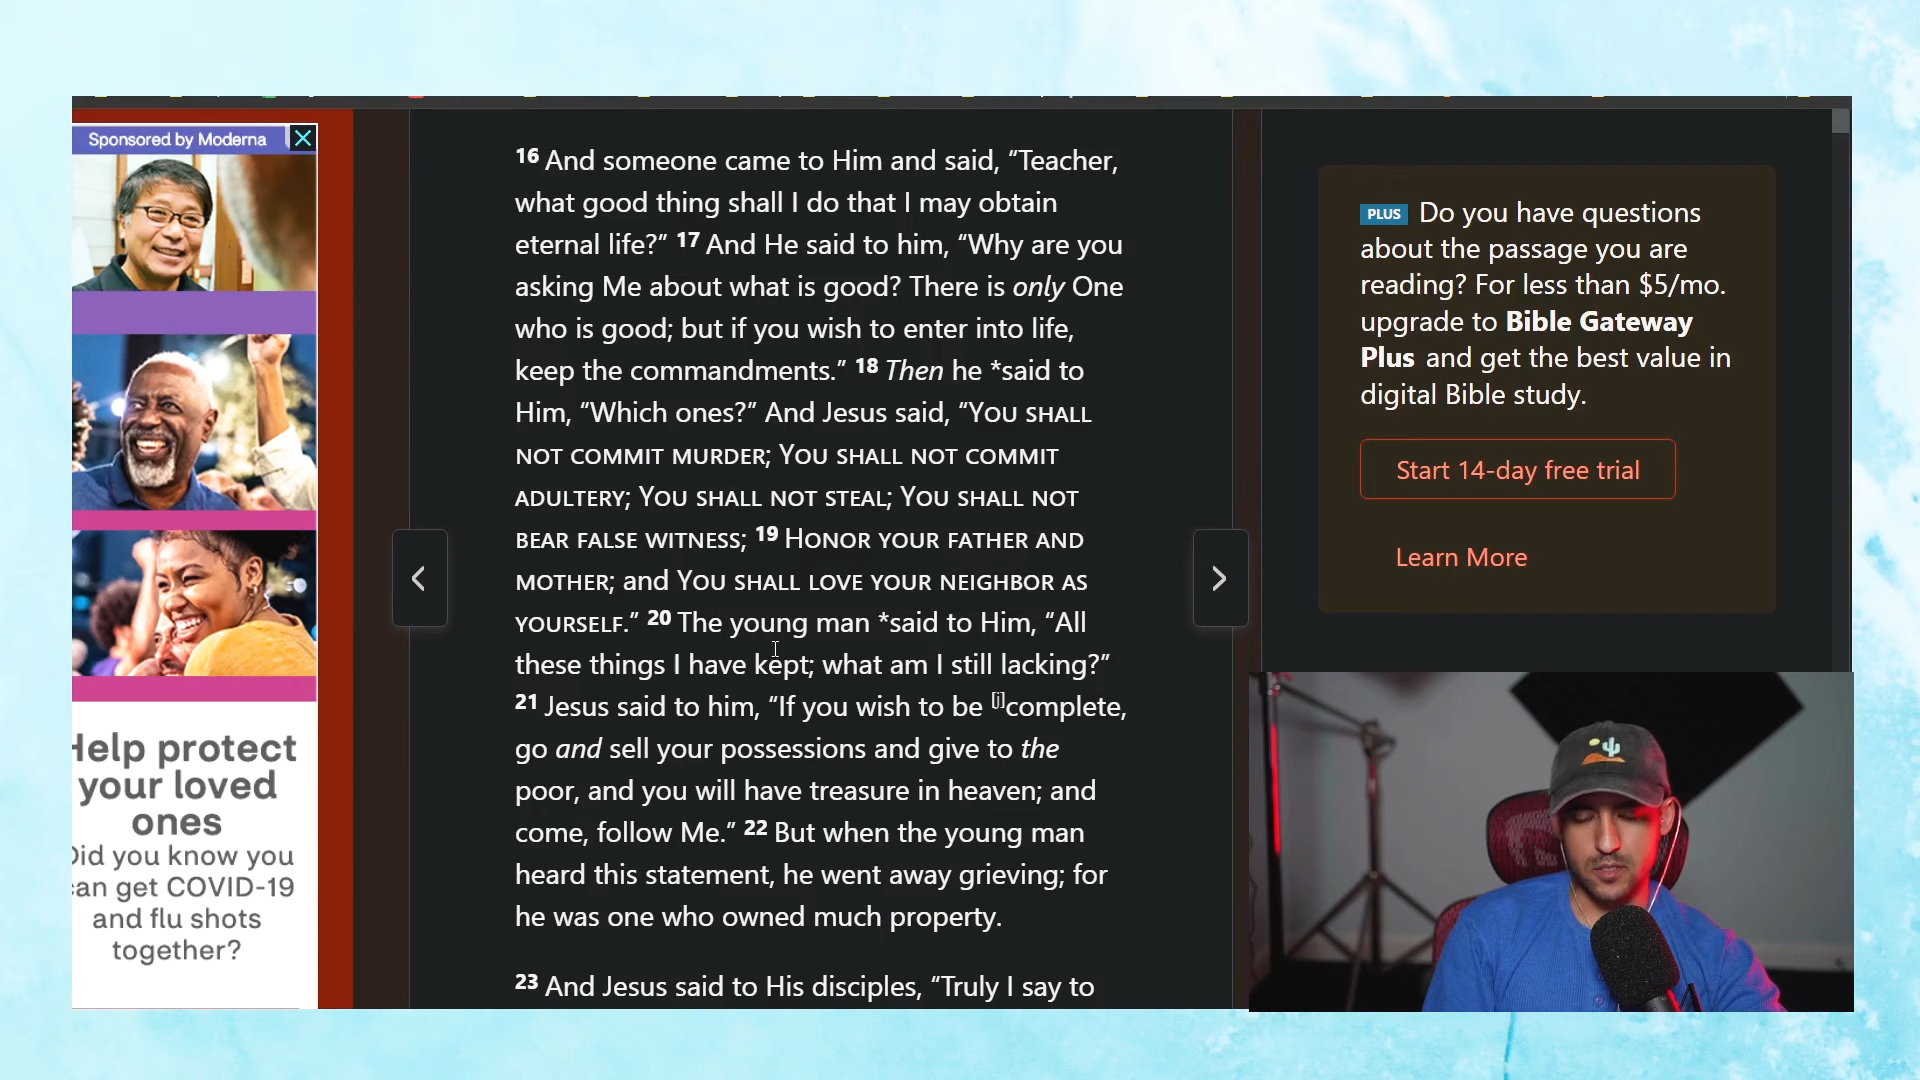 Sponsored by Moderna
Help protect
your loved
ones
Did you know you
can get COVID-19
and flu shots
together?
16 And someone came to Him and said, “Teacher,
what good thing shall I do that I may obtain
eternal life?” 17 And He said to him, “Why are you
asking Me about what is good? There is only One
who is good; but if you wish to enter into life,
keep the commandments.” 18 Then he *said to
Him, “Which ones?” And Jesus said, “You shall
not commit murder; You shall not commit
adultery; You shall not steal; You shall not
bear false witness; 19 Honor your father and
mother; and You shall love your neighbor as
yourself.” 20 The young man *said to Him, “All
these things I have kept; what am I still lacking?”
21 Jesus said to him, “If you wish to be [j]complete,
go and sell your possessions and give to the
poor, and you will have treasure in heaven; and
come, follow Me.” 22 But when the young man
heard this statement, he went away grieving; for
he was one who owned much property.
23 And Jesus said to His disciples, “Truly I say to
PLUS Do you have questions
about the passage you are
reading? For less than $5/mo.
upgrade to Bible Gateway
Plus and get the best value in
digital Bible study.
Start 14-day free trial
Learn More